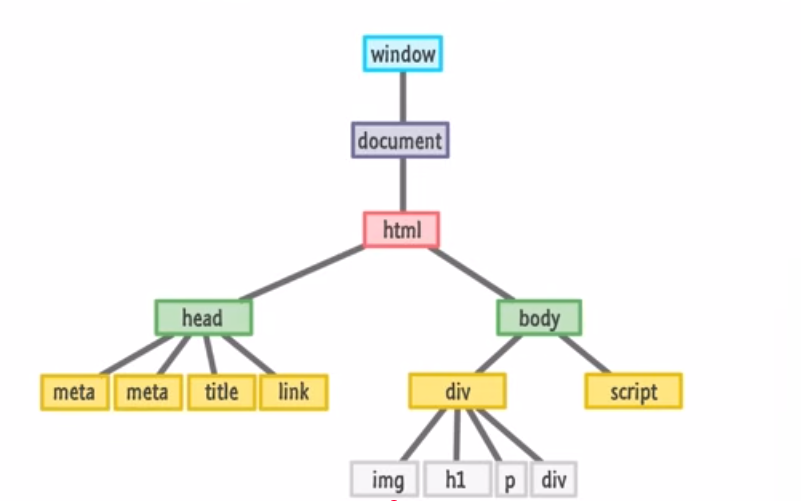 window
document
html
head body
meta meta title link div script
img h1 p div